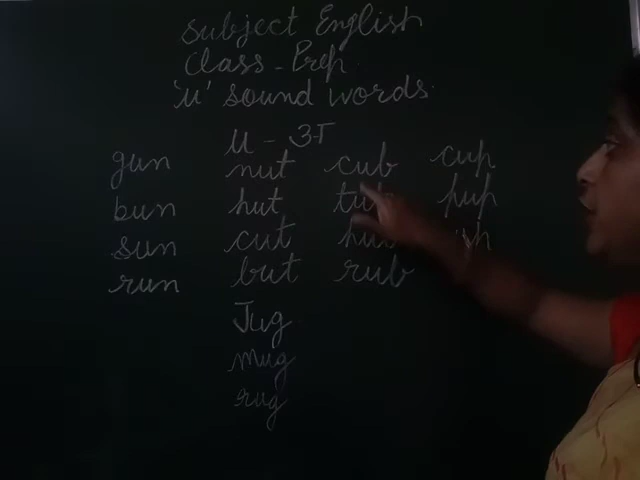 Subject English
Class - Prep
'u' sound words.
u - अ
gun nut cub cup
bun hut tub pup
sun cut
run but rub
Jug
mug
rug